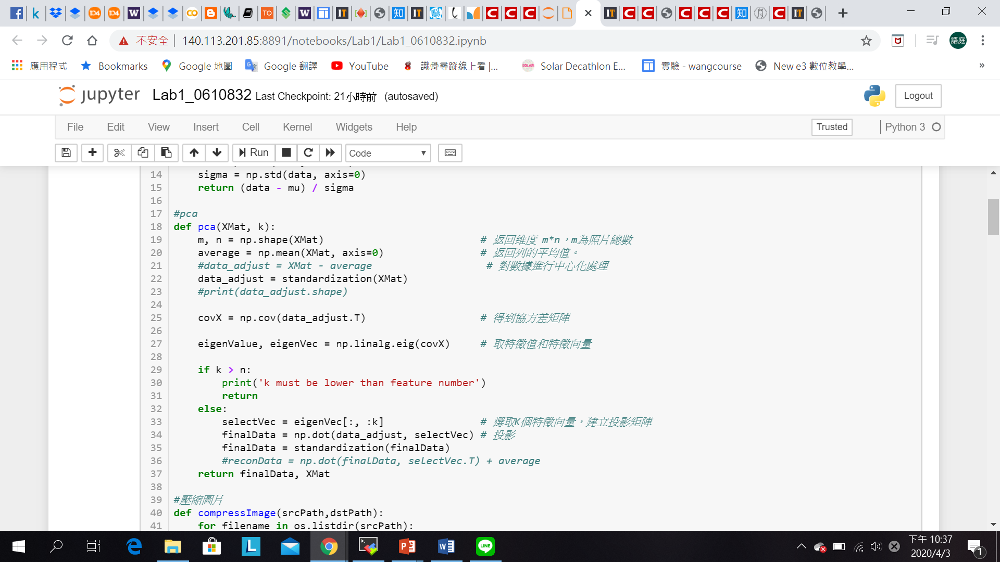 不安全 | 140.113.201.85:8891/notebooks/Lab1/Lab1_0610832.ipynb
語庭
應用程式 Bookmarks Google 地圖 Google 翻譯 YouTube 識骨尋蹤線上看 |... Solar Decathlon E... 實驗 - wangcourse New e3 數位教學... »
jupyter Lab1_0610832 Last Checkpoint: 21小時前 (autosaved) Logout
File Edit View Insert Cell Kernel Widgets Help Trusted Python 3
Run Code
14 sigma = np.std(data, axis=0)
15 return (data - mu) / sigma
16
17 #pca
18 def pca(XMat, k):
19 m, n = np.shape(XMat) # 返回維度 m*n，m為照片總數
20 average = np.mean(XMat, axis=0) # 返回列的平均值。
21 #data_adjust = XMat - average # 對數據進行中心化處理
22 data_adjust = standardization(XMat)
23 #print(data_adjust.shape)
24
25 covX = np.cov(data_adjust.T) # 得到協方差矩陣
26
27 eigenValue, eigenVec = np.linalg.eig(covX) # 取特徵值和特徵向量
28
29 if k > n:
30 print('k must be lower than feature number')
31 return
32 else:
33 selectVec = eigenVec[:, :k] # 選取K個特徵向量，建立投影矩陣
34 finalData = np.dot(data_adjust, selectVec) # 投影
35 finalData = standardization(finalData)
36 #reconData = np.dot(finalData, selectVec.T) + average
37 return finalData, XMat
38
39 #壓縮圖片
40 def compressImage(srcPath,dstPath):
41 for filename in os.listdir(srcPath):
下午 10:37
2020/4/3
1